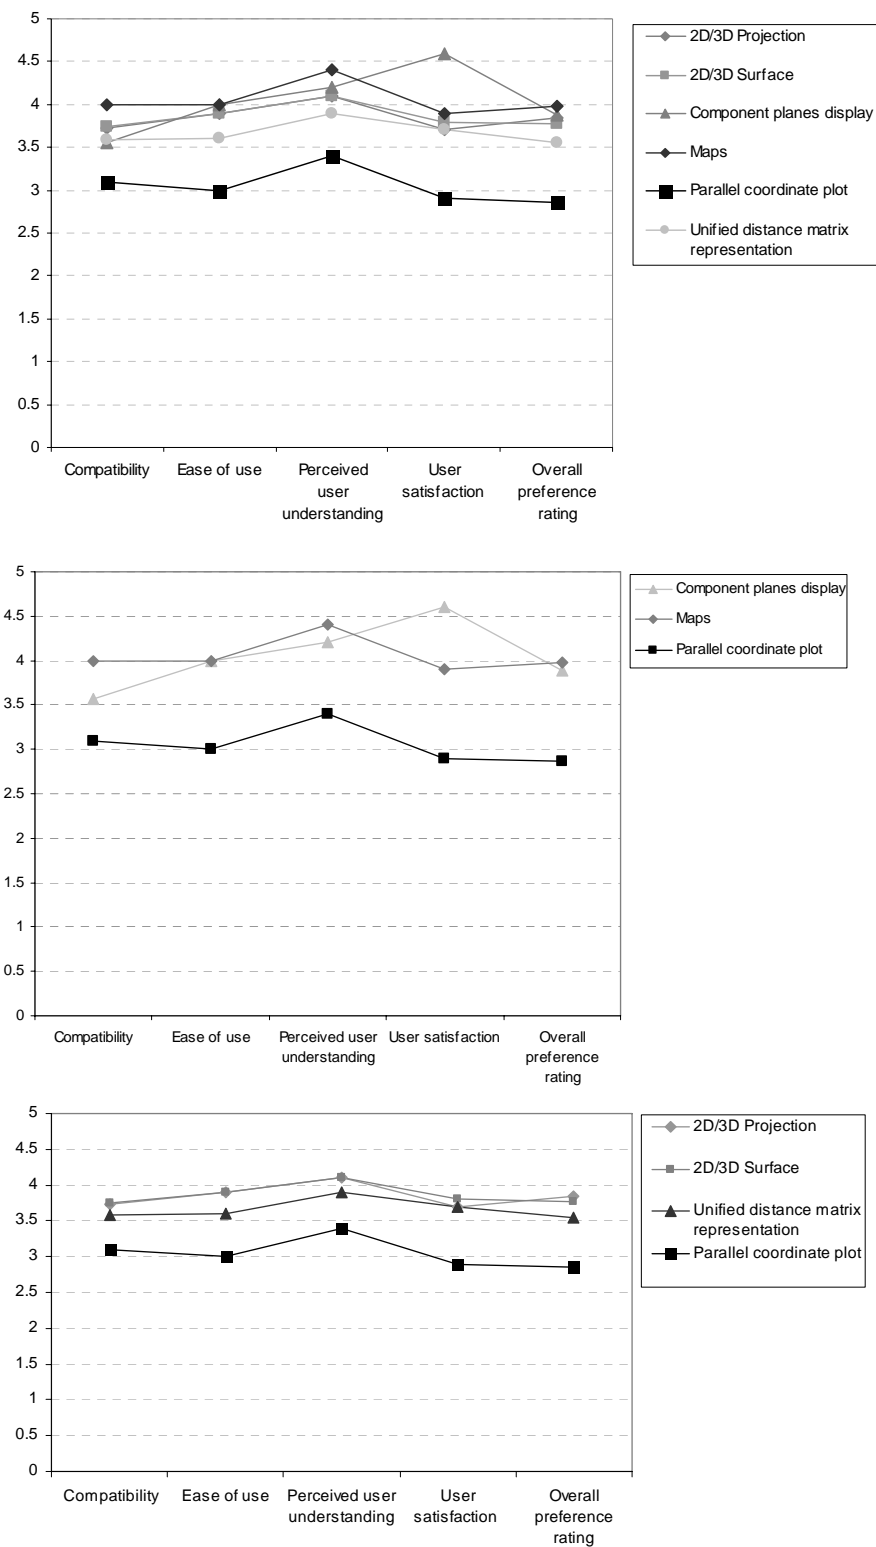 5
4.5
4
3.5
3
2.5
2
1.5
1
0.5
0
Compatibility
Ease of use
Perceived
user
understanding
User
satisfaction
Overall
preference
rating
2D/3D Projection
2D/3D Surface
Component planes display
Maps
Parallel coordinate plot
Unified distance matrix
representation
5
4.5
4
3.5
3
2.5
2
1.5
1
0.5
0
Compatibility
Ease of use
Perceived user
understanding
User satisfaction
Overall
preference
rating
Component planes display
Maps
Parallel coordinate plot
5
4.5
4
3.5
3
2.5
2
1.5
1
0.5
0
Compatibility
Ease of use
Perceived user
understanding
User
satisfaction
Overall
preference
rating
2D/3D Projection
2D/3D Surface
Unified distance matrix
representation
Parallel coordinate plot